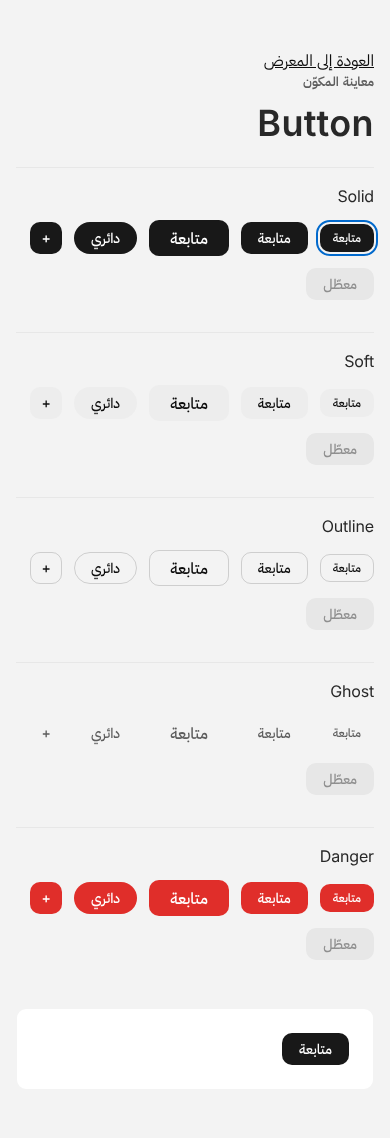 العودة إلى المعرض
معاينة المكوّن
Button
Solid
متابعة متابعة متابعة دائري +
معطّل
Soft
متابعة متابعة متابعة دائري +
معطّل
Outline
متابعة متابعة متابعة دائري +
معطّل
Ghost
متابعة متابعة متابعة دائري +
معطّل
Danger
متابعة متابعة متابعة دائري +
معطّل
متابعة